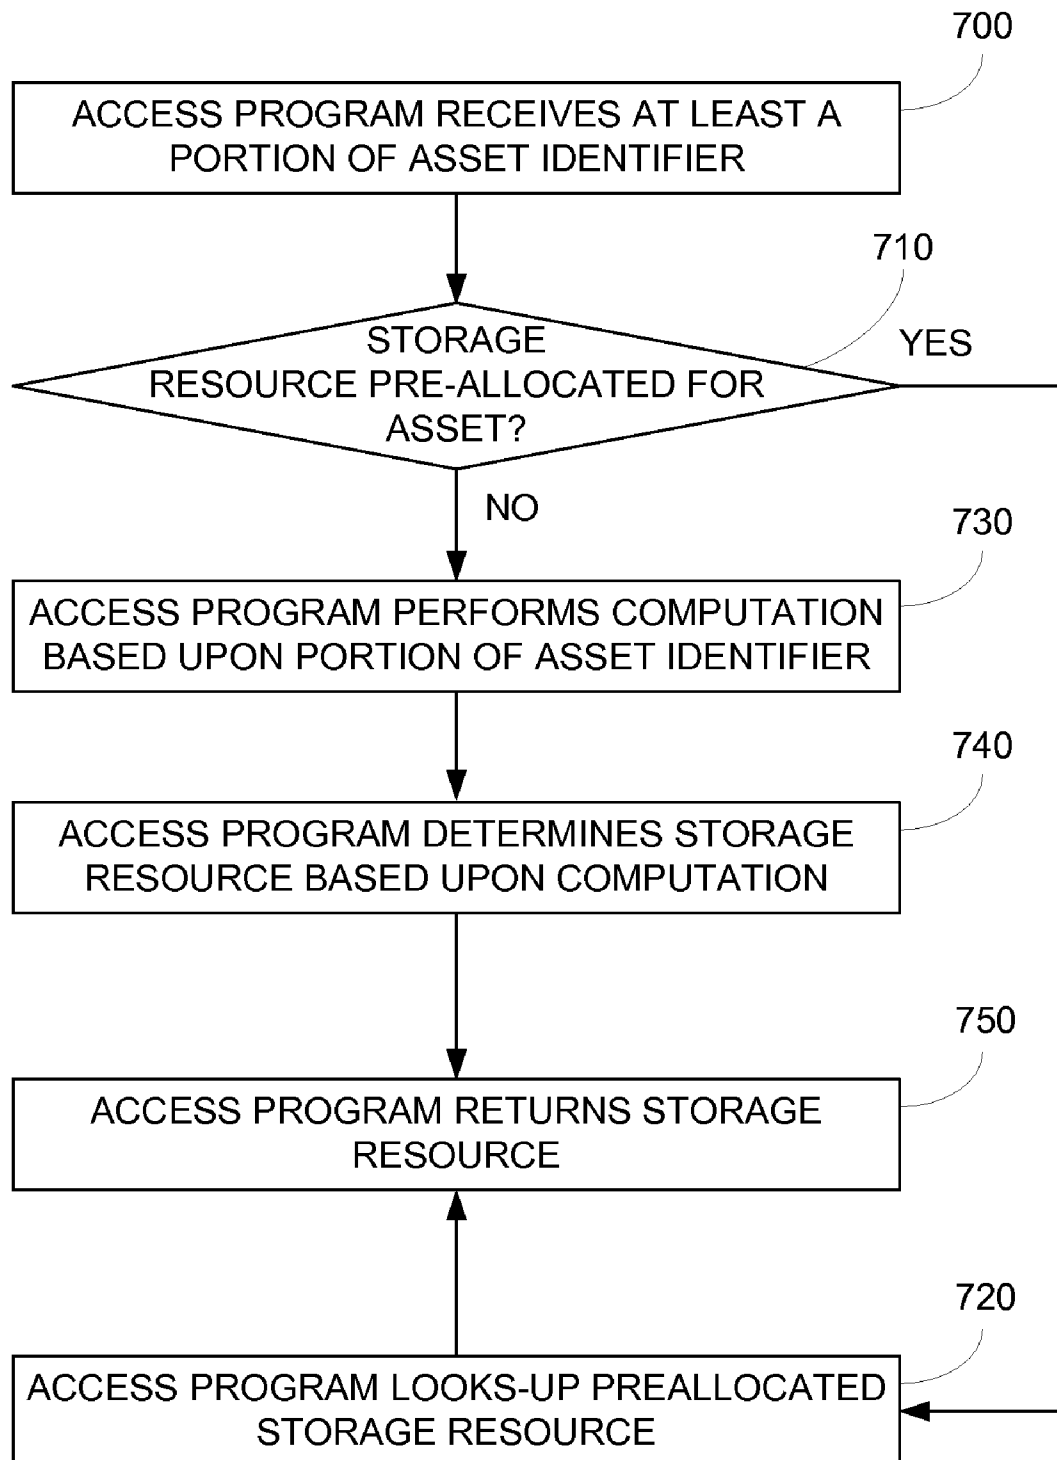 700
ACCESS PROGRAM RECEIVES AT LEAST A
PORTION OF ASSET IDENTIFIER
710
STORAGE
RESOURCE PRE-ALLOCATED FOR
ASSET?
YES
NO
730
ACCESS PROGRAM PERFORMS COMPUTATION
BASED UPON PORTION OF ASSET IDENTIFIER
740
ACCESS PROGRAM DETERMINES STORAGE
RESOURCE BASED UPON COMPUTATION
750
ACCESS PROGRAM RETURNS STORAGE
RESOURCE
720
ACCESS PROGRAM LOOKS-UP PREALLOCATED
STORAGE RESOURCE